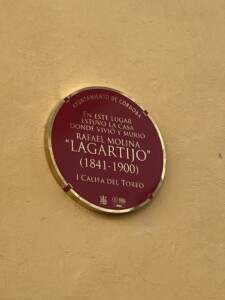 AYUNTAMIENTO DE CÓRDOBA
EN ESTE LUGAR
ESTUVO LA CASA
DONDE VIVIÓ Y MURIÓ
RAFAEL MOLINA
"LAGARTIJO"
(1841-1900)
I CALIFA DEL TOREO